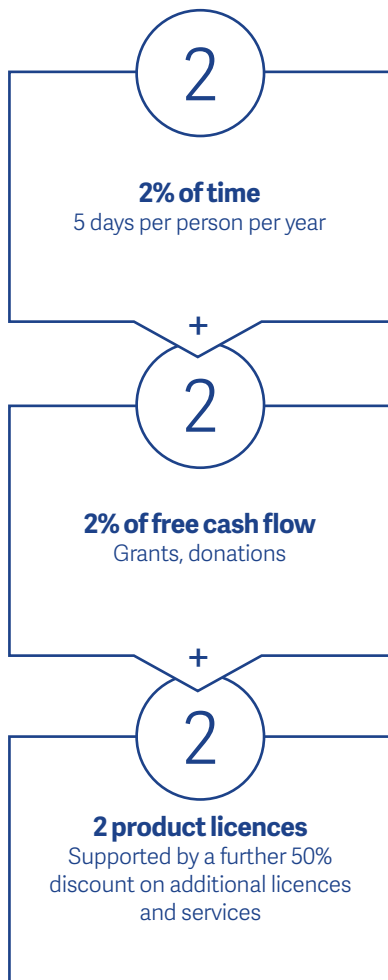 2
2% of time
5 days per person per year
+
2
2% of free cash flow
Grants, donations
+
2
2 product licences
Supported by a further 50%
discount on additional licences
and services